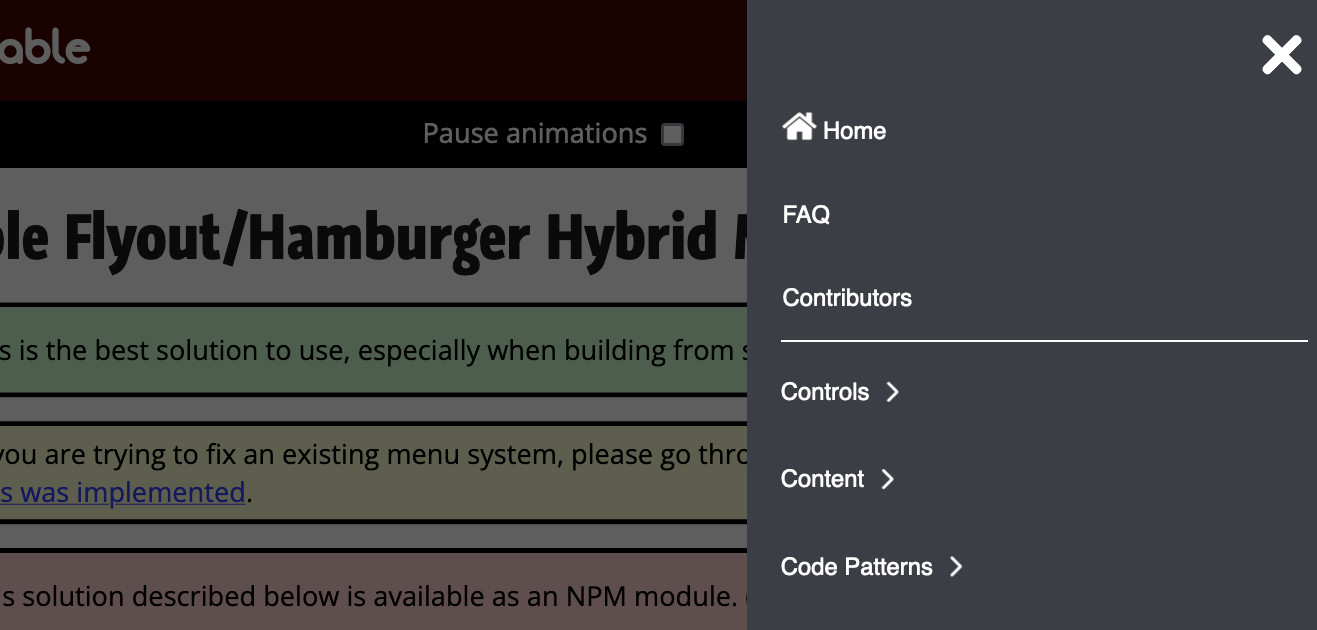 able
Pause animations
le Flyout/Hamburger Hybrid
s is the best solution to use, especially when building from s
you are trying to fix an existing menu system, please go thro
s was implemented.
s solution described below is available as an NPM module.
Home
FAQ
Contributors
Controls
Content
Code Patterns